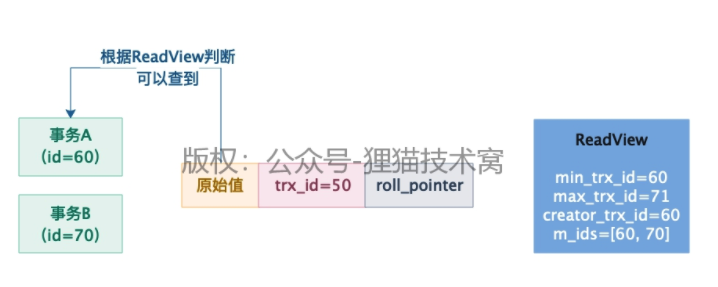 根据ReadView判断
可以查到
事务A
（id=60）
事务B
（id=70）
版权：公众号-狸猫技术窝
原始值
trx_id=50
roll_pointer
ReadView
min_trx_id=60
max_trx_id=71
creator_trx_id=60
m_ids=[60, 70]